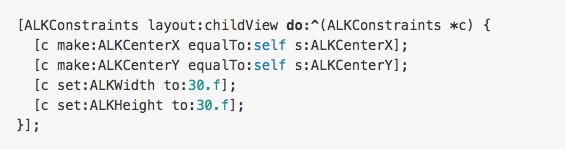 [ALKConstraints layout:childView do:^(ALKConstraints *c) {
  [c make:ALKCenterX equalTo:self s:ALKCenterX];
  [c make:ALKCenterX equalTo:self s:ALKCenterY];
  [c set:ALKWidth to:30.f];
  [c set:ALKHeight to:30.f];
}];